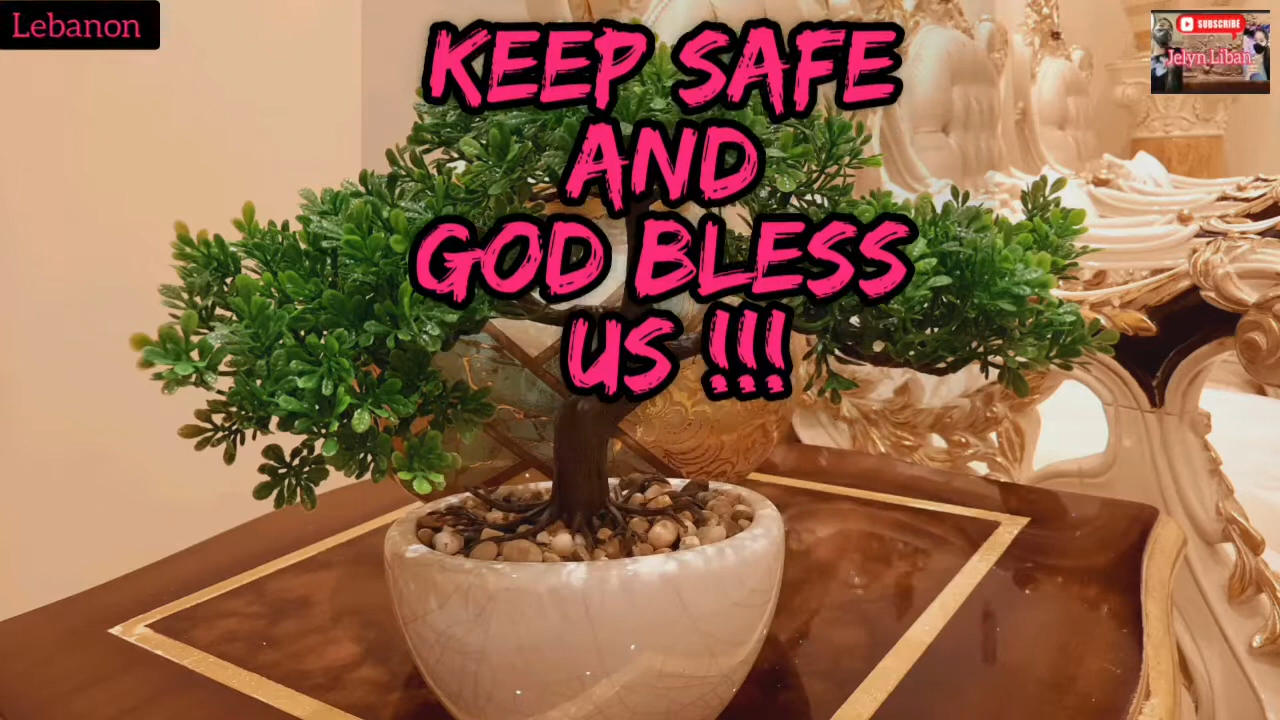 Lebanon
SUBSCRIBE
Jelyn Liban.
KEEP SAFE
AND
GOD BLESS
US !!!